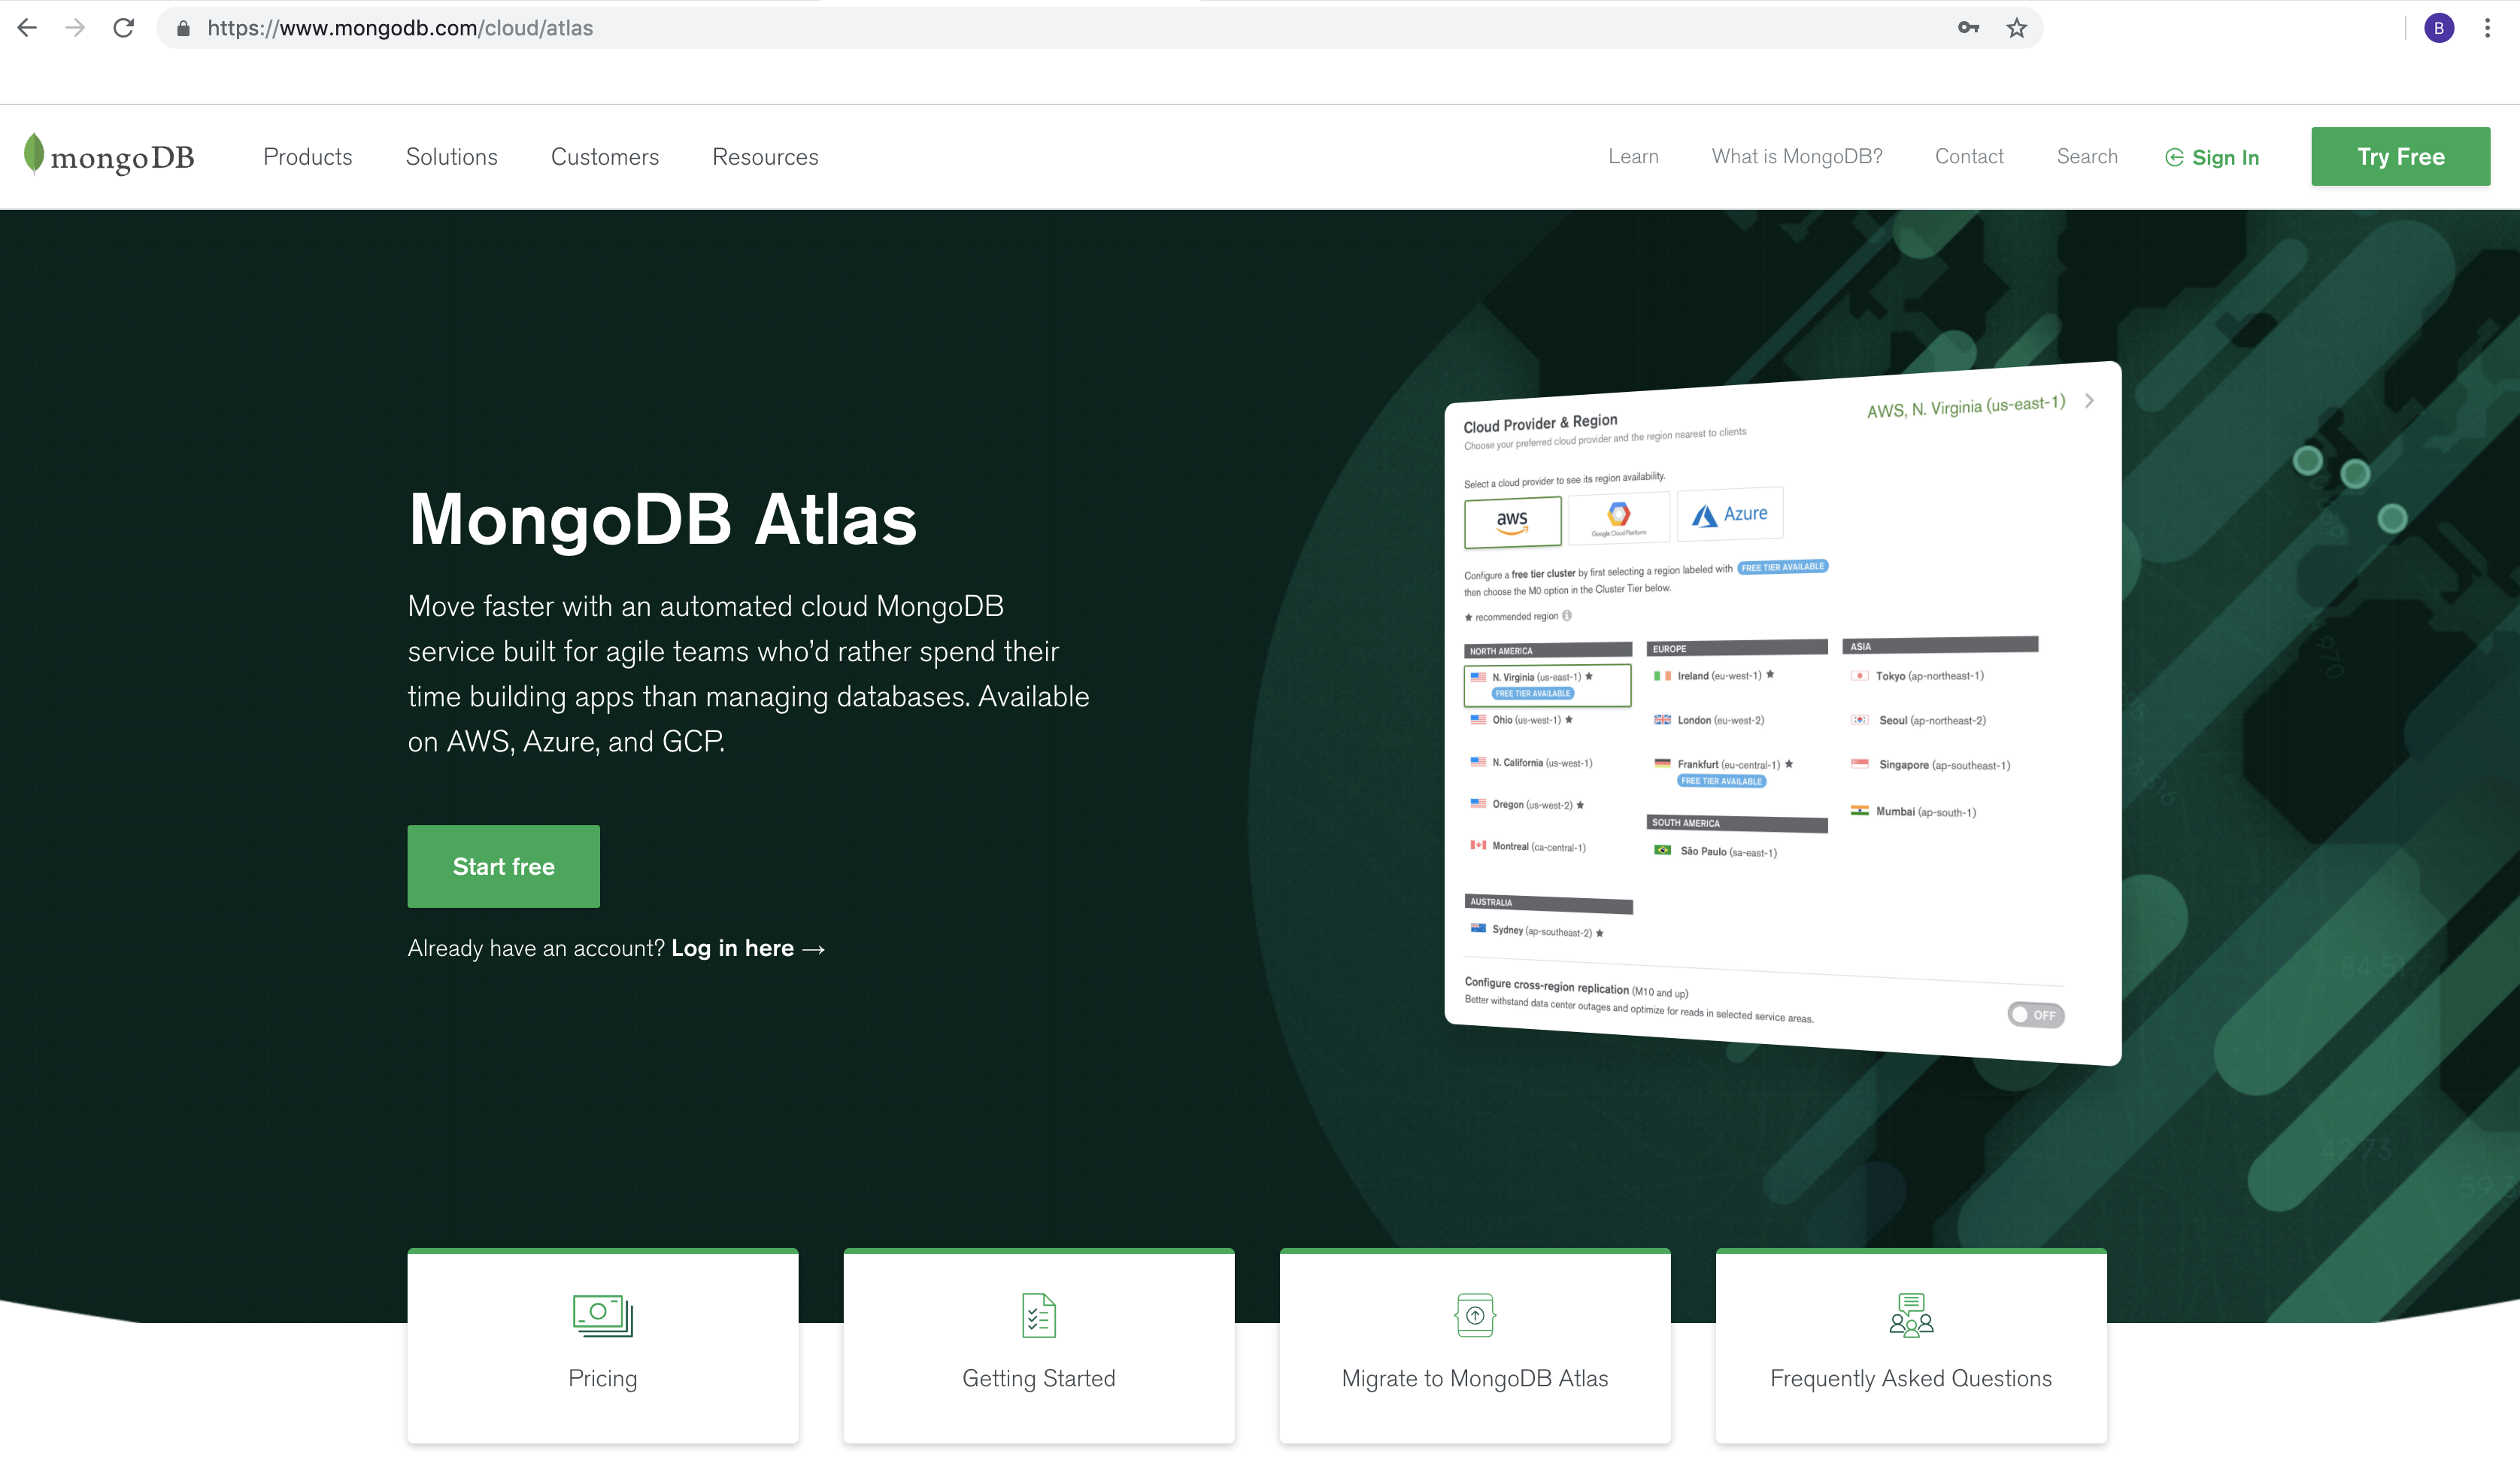 https://www.mongodb.com/cloud/atlas
B
mongoDB
Products
Solutions
Customers
Resources
Learn
What is MongoDB?
Contact
Search
Sign In
Try Free
MongoDB Atlas
Move faster with an automated cloud MongoDB
service built for agile teams who'd rather spend their
time building apps than managing databases. Available
on AWS, Azure, and GCP.
Start free
Already have an account? Log in here →
Cloud Provider & Region
AWS, N. Virginia (us-east-1)
Choose your preferred cloud provider and the region nearest to clients
Select a cloud provider to see its region availability.
aws
Google Cloud Platform
Azure
Configure a free tier cluster by first selecting a region labeled with FREE TIER AVAILABLE
then choose the M0 option in the Cluster Tier below.
★ recommended region
NORTH AMERICA
N. Virginia (us-east-1) ★
FREE TIER AVAILABLE
Ohio (us-west-1) ★
N. California (us-west-1)
Oregon (us-west-2) ★
Montreal (ca-central-1)
EUROPE
Ireland (eu-west-1) ★
London (eu-west-2)
Frankfurt (eu-central-1) ★
FREE TIER AVAILABLE
SOUTH AMERICA
São Paulo (sa-east-1)
ASIA
Tokyo (ap-northeast-1)
Seoul (ap-northeast-2)
Singapore (ap-southeast-1)
Mumbai (ap-south-1)
AUSTRALIA
Sydney (ap-southeast-2) ★
Configure cross-region replication (M10 and up)
Better withstand data center outages and optimize for reads in selected service areas.
OFF
84.51
42.73
Pricing
Getting Started
Migrate to MongoDB Atlas
Frequently Asked Questions